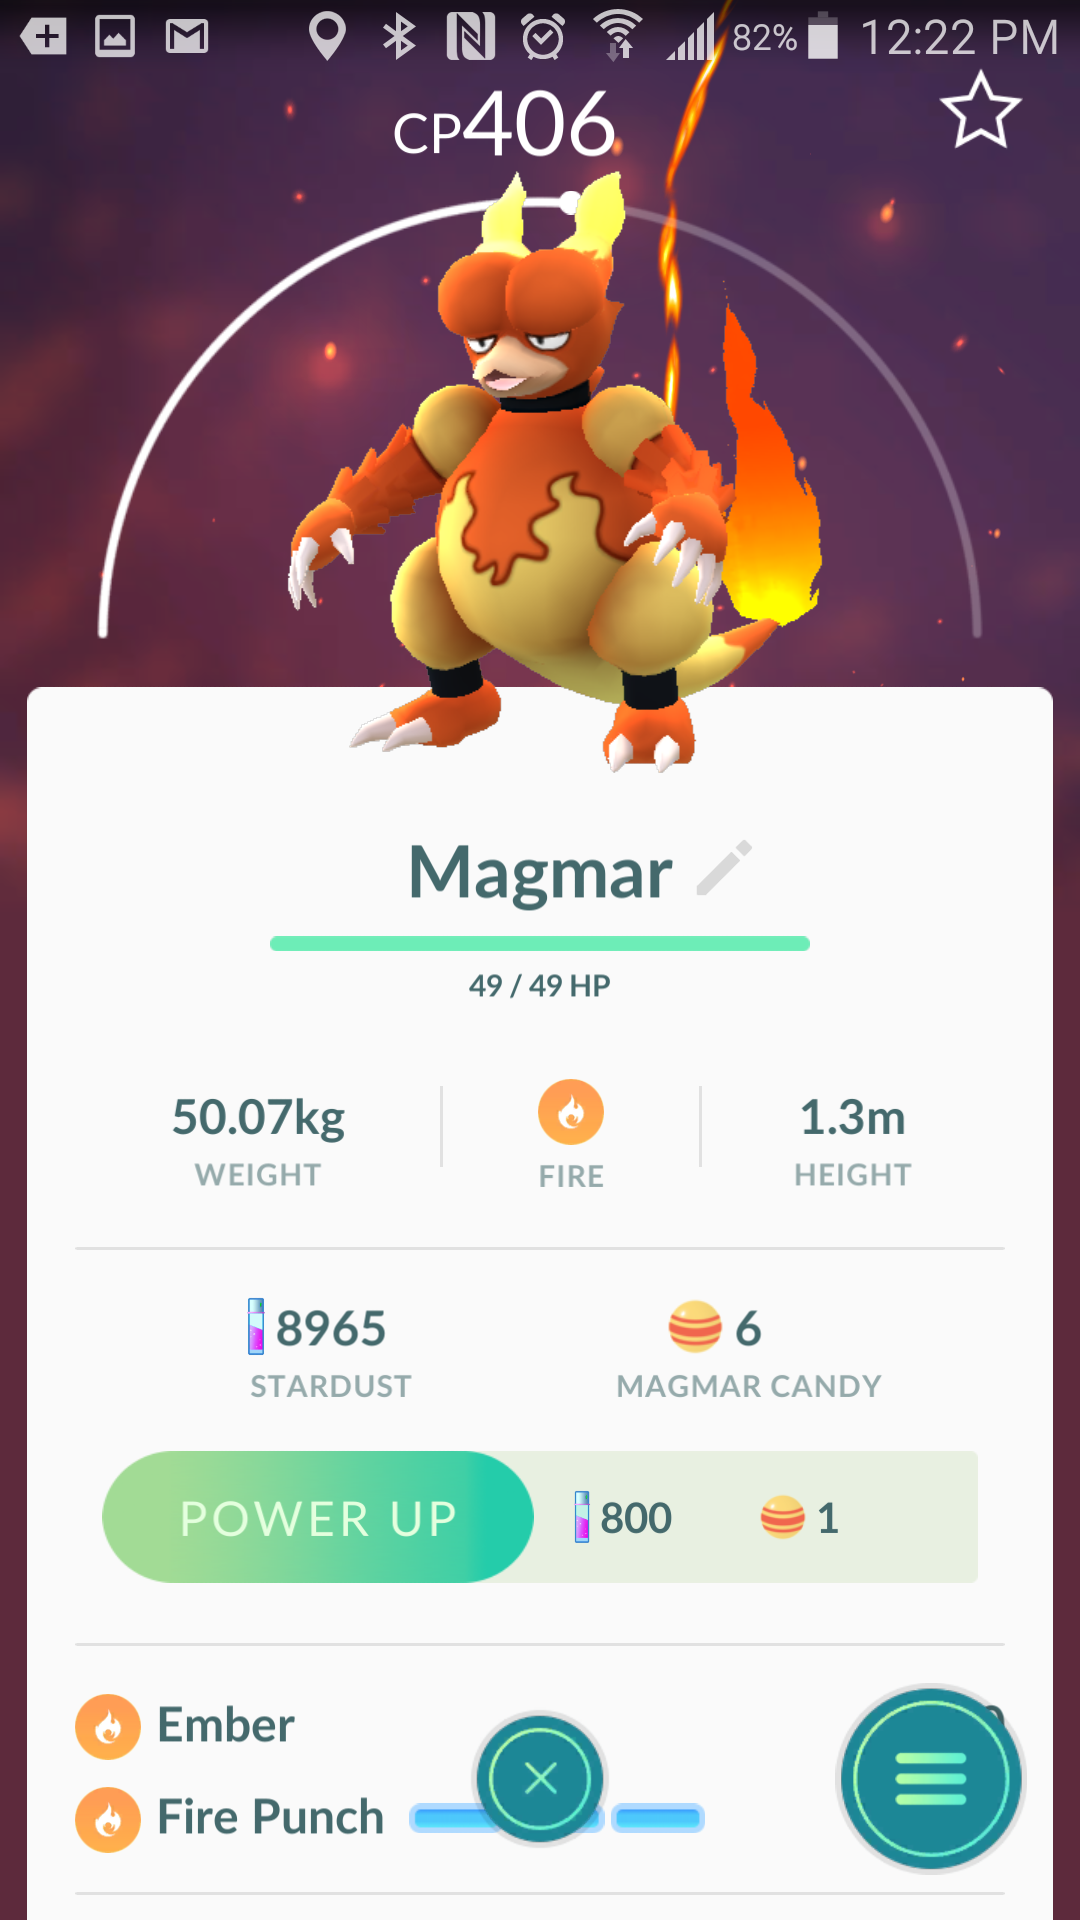 82% 12:22 PM
CP406
Magmar
49 / 49 HP
50.07kg
WEIGHT
FIRE
1.3m
HEIGHT
8965
STARDUST
6
MAGMAR CANDY
POWER UP 800 1
Ember
Fire Punch